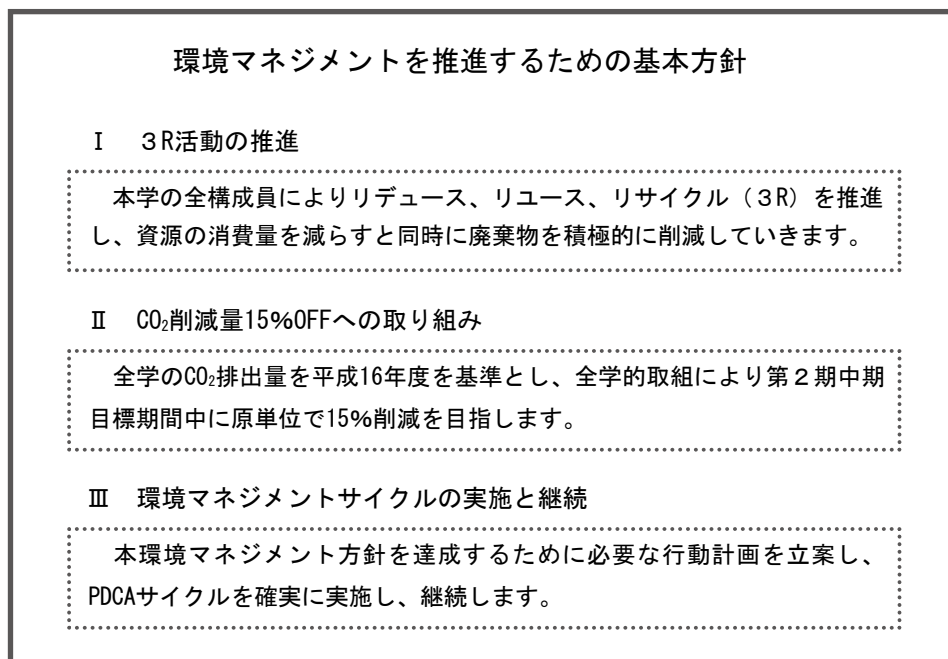 環境マネジメントを推進するための基本方針
Ⅰ　３R活動の推進
本学の全構成員によりリデュース、リユース、リサイクル（３R）を推進
し、資源の消費量を減らすと同時に廃棄物を積極的に削減していきます。
Ⅱ　CO₂削減量15%OFFへの取り組み
全学のCO₂排出量を平成16年度を基準とし、全学的取組により第２期中期
目標期間中に原単位で15%削減を目指します。
Ⅲ　環境マネジメントサイクルの実施と継続
本環境マネジメント方針を達成するために必要な行動計画を立案し、
PDCAサイクルを確実に実施し、継続します。